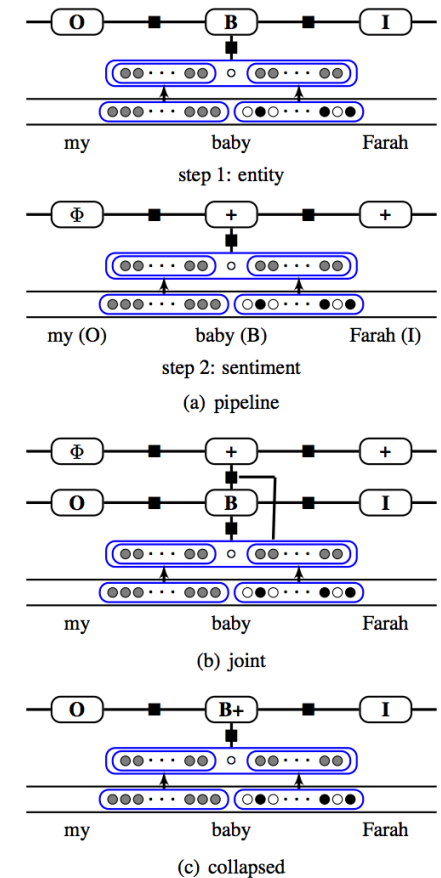 O B I
my baby Farah
step 1: entity
Φ + +
my (O) baby (B) Farah (I)
step 2: sentiment
(a) pipeline
Φ + +
O B I
my baby Farah
(b) joint
O B+ I
my baby Farah
(c) collapsed